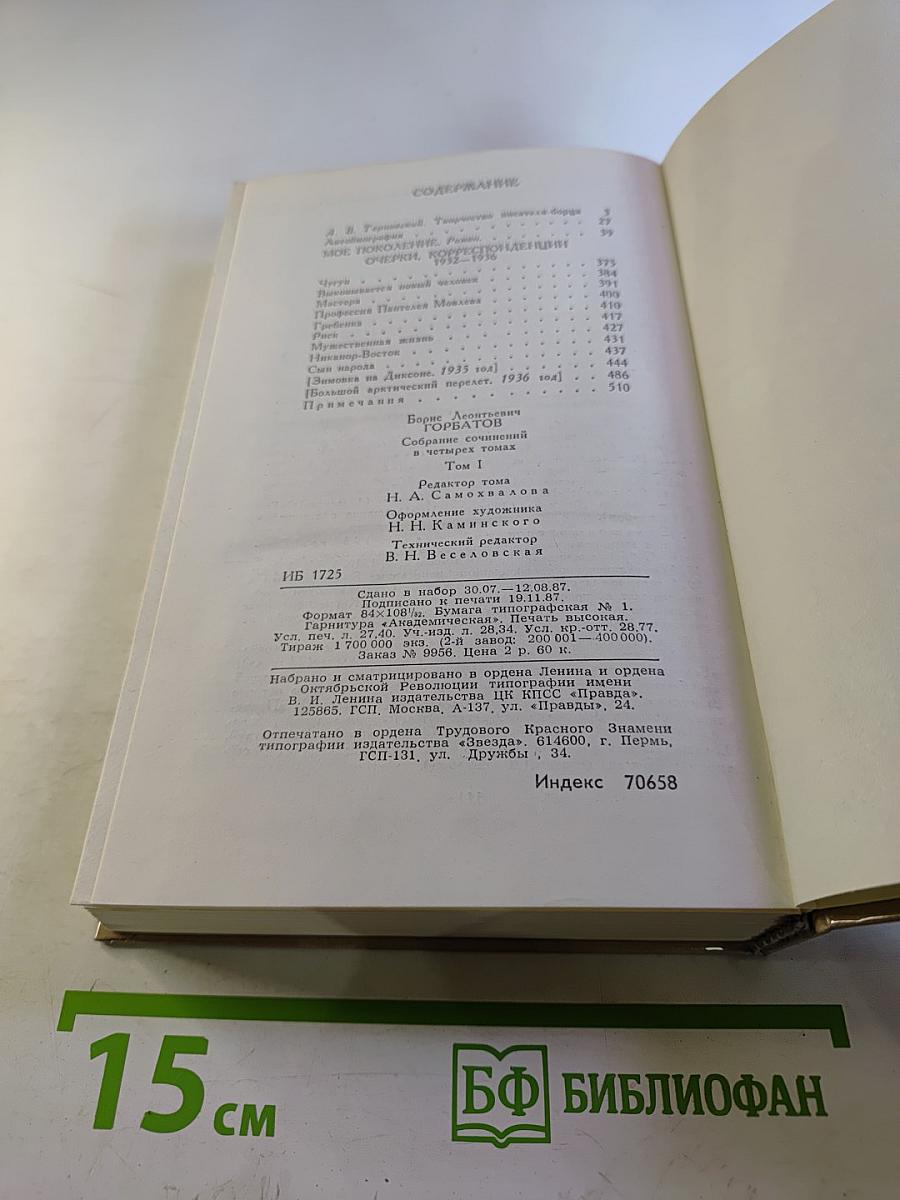 СОДЕРЖАНИЕ
А. В. Терновский. Творчество писателя-борца 5
Автобиография . . . . . . . . . . . . 27
МОЕ ПОКОЛЕНИЕ. Роман. . . . . . . . . 39
ОЧЕРКИ, КОРРЕСПОНДЕНЦИИ
1932—1936
Чугун . . . . . . . . . . . . . . 375
Выковывается новый человек . . . . . . . 384
Мастера . . . . . . . . . . . . . 391
Профессия Пантелея Мовлева . . . . . . . 400
Гребенка . . . . . . . . . . . . . 410
Риск . . . . . . . . . . . . . . 417
Мужественная жизнь . . . . . . . . . 427
Никанор-Восток . . . . . . . . . . . 431
Сын народа . . . . . . . . . . . . 437
[Зимовка на Диксоне. 1935 год] . . . . . . 444
[Большой арктический перелет. 1936 год] . . 486
Примечания . . . . . . . . . . . 510
Борис Леонтьевич
ГОРБАТОВ
Собрание сочинений
в четырех томах
Том I
Редактор тома
Н. А. Самохвалова
Оформление художника
Н. Н. Каминского
Технический редактор
В. Н. Веселовская
ИБ 1725
Сдано в набор 30.07.—12.08.87.
Подписано к печати 19.11.87.
Формат 84×108¹/₃₂. Бумага типографская № 1.
Гарнитура «Академическая». Печать высокая.
Усл. печ. л. 27,40. Уч.-изд. л. 28,34. Усл. кр.-отт. 28,77.
Тираж 1 700 000 экз. (2-й завод: 200 001—400 000).
Заказ № 9956. Цена 2 р. 60 к.
Набрано и сматрицировано в ордена Ленина и ордена
Октябрьской Революции типографии имени
В. И. Ленина издательства ЦК КПСС «Правда».
125865. ГСП. Москва, А-137, ул. «Правды», 24.
Отпечатано в ордена Трудового Красного Знамени
типографии издательства «Звезда». 614600, г. Пермь,
ГСП-131, ул. Дружбы , 34.
Индекс 70658
15 см
БФ БИБЛИОФАН